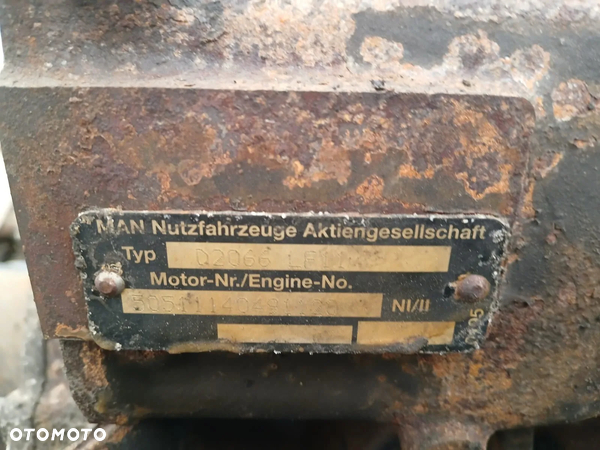 MAN Nutzfahrzeuge Aktiengesellschaft
Typ D2066
Motor-Nr./Engine-No.
NI/II
OTOMOTO